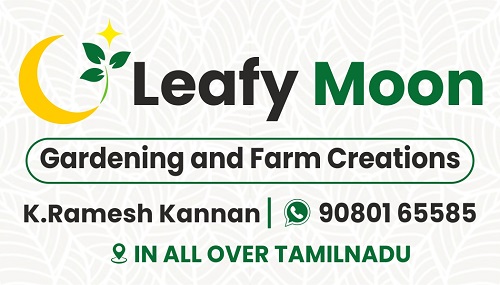 Leafy Moon
Gardening and Farm Creations
K.Ramesh Kannan | 90801 65585
IN ALL OVER TAMILNADU